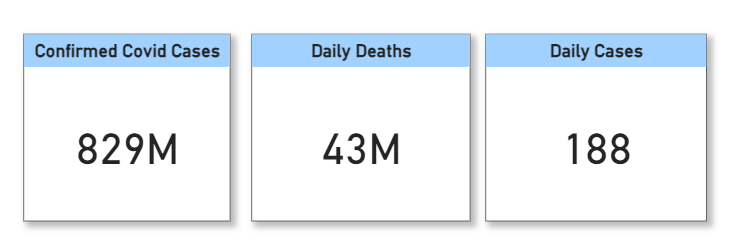 Confirmed Covid Cases
829M
Daily Deaths
43M
Daily Cases
188